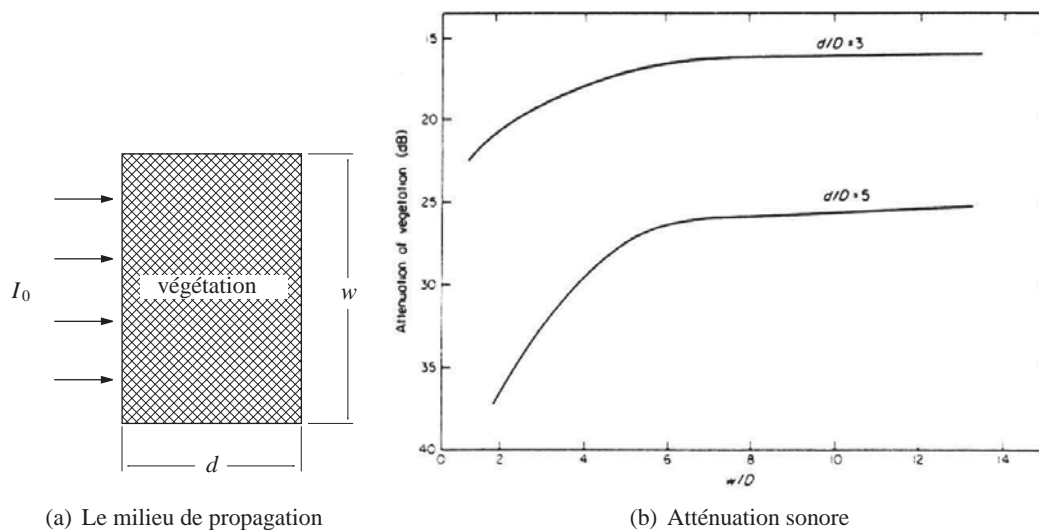 I0
végétation
w
d
(a) Le milieu de propagation
Attenuation of vegetation (dB)
15
20
25
30
35
40
0 2 4 6 8 10 12 14
w/D
d/D = 3
d/D = 5
(b) Atténuation sonore